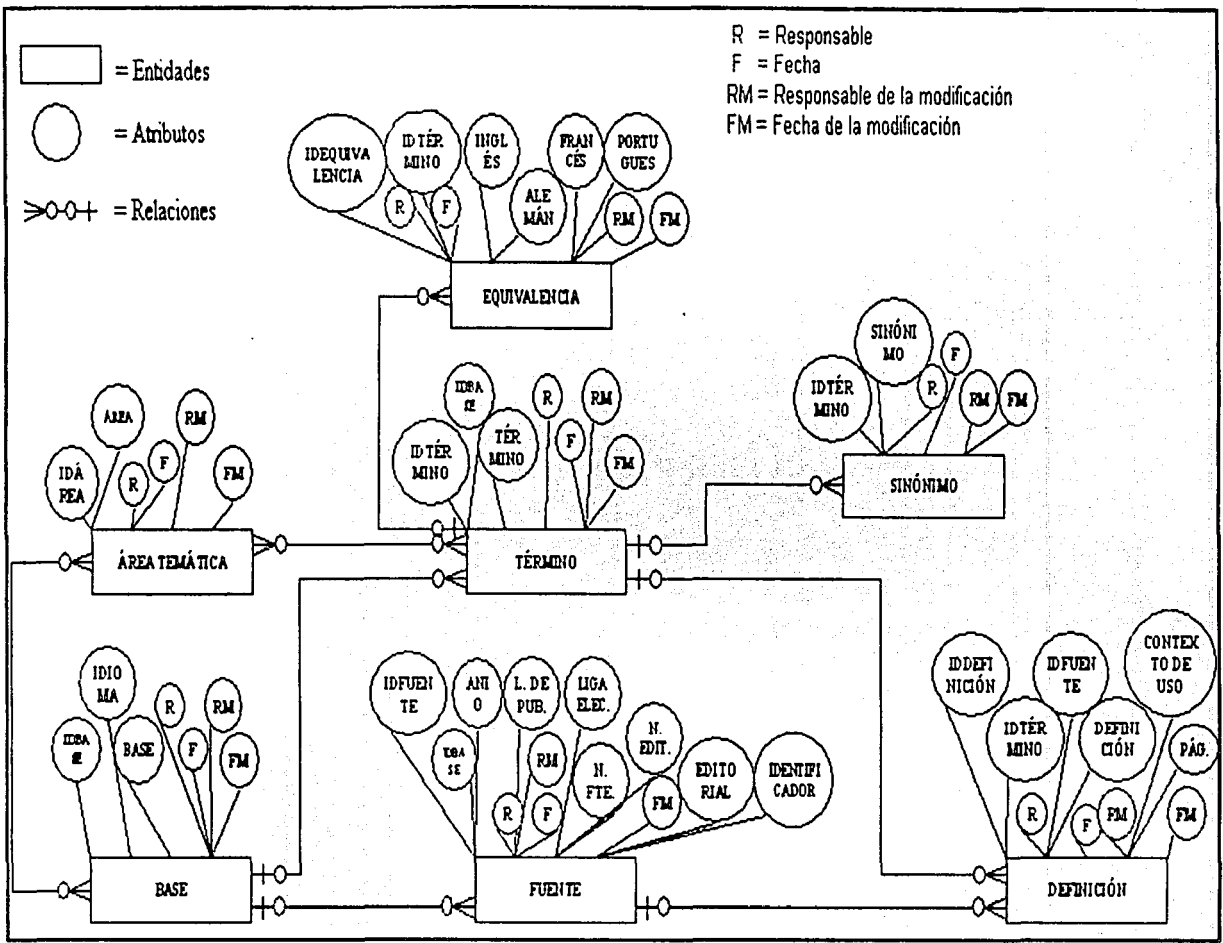 = Entidades
= Atributos
= Relaciones
R = Responsable
F = Fecha
RM = Responsable de la modificación
FM = Fecha de la modificación
IDEQUIVA
LENCIA
IDTÉR
MINO
R
F
INGL
ÉS
ALE
MÁN
FRAN
CÉS
PORTU
GUES
RM
FM
EQUIVALENCIA
IDTÉR
MINO
SINÓNI
MO
R
F
RM
FM
SINÓNIMO
IDÁ
REA
AREA
R
F
RM
FM
ÁREA TEMÁTICA
IDTÉR
MINO
IDBA
SE
TÉR
MINO
R
F
RM
FM
TÉRMINO
IDBA
SE
IDIO
MA
BASE
R
F
RM
FM
BASE
IDFUEN
TE
IDBA
SE
ANI
O
R
L. DE
PUB.
RM
F
LIGA
ELEC.
N.
FTE.
N.
EDIT.
FM
EDITO
RIAL
IDENTIFI
CADOR
FUENTE
IDDEFI
NICIÓN
IDTÉR
MINO
R
IDFUEN
TE
F
DEFINI
CIÓN
FM
CONTEX
TO DE
USO
PÁG.
FM
DEFINICIÓN